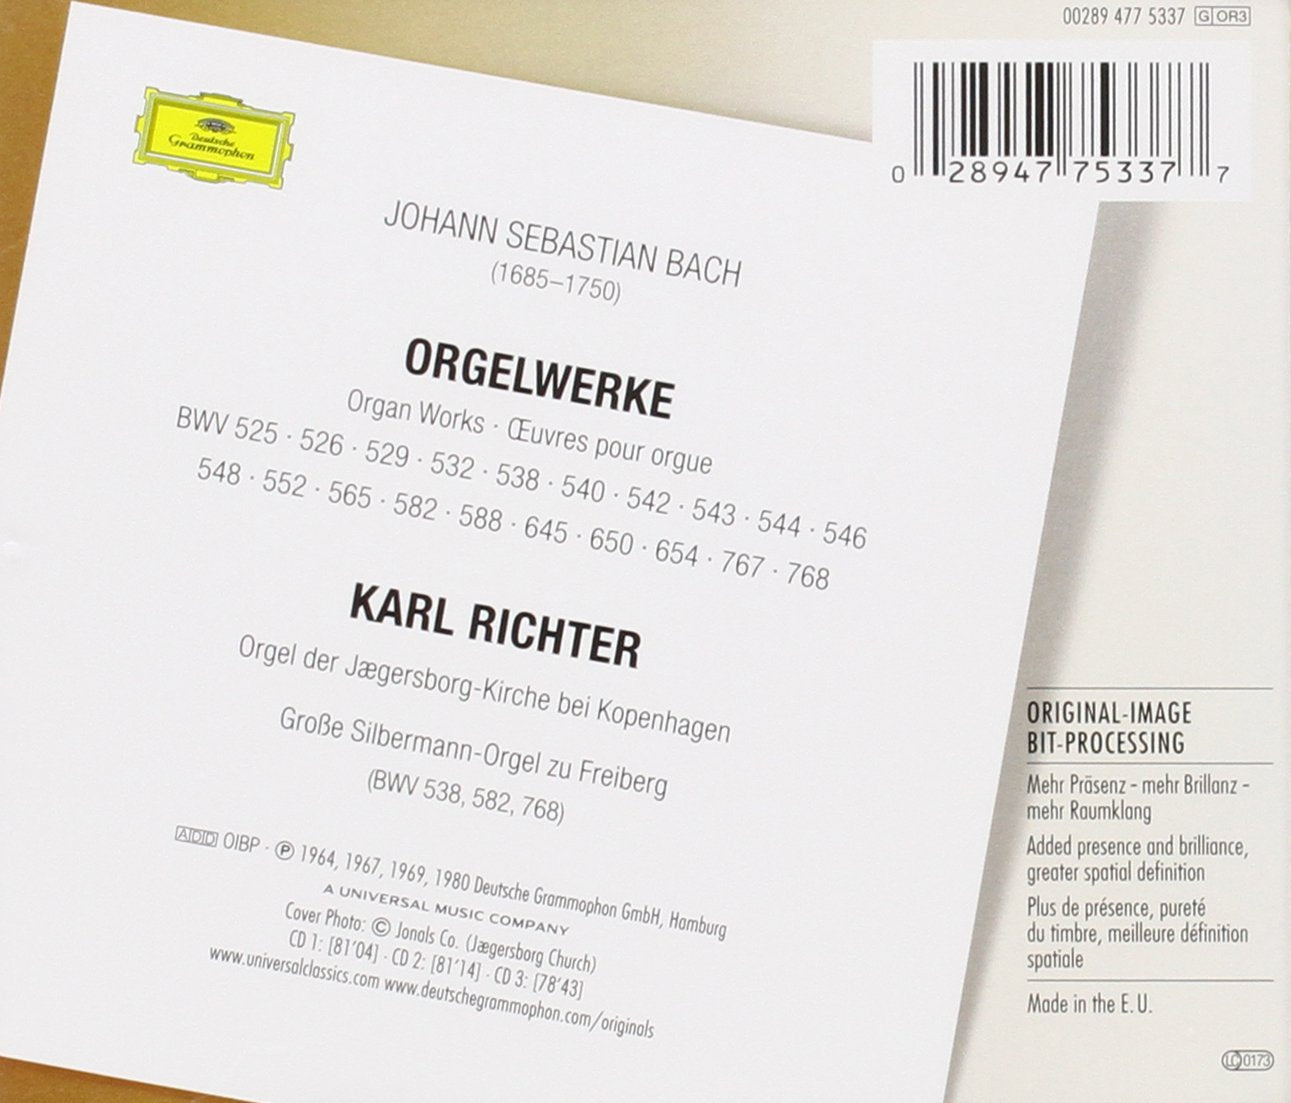 00289 477 5337 G OR3
0 28947 75337 7
Deutsche
Grammophon
JOHANN SEBASTIAN BACH
(1685–1750)
ORGELWERKE
Organ Works · Œuvres pour orgue
BWV 525 · 526 · 529 · 532 · 538 · 540 · 542 · 543 · 544 · 546
548 · 552 · 565 · 582 · 588 · 645 · 650 · 654 · 767 · 768
KARL RICHTER
Orgel der Jægersborg-Kirche bei Kopenhagen
Große Silbermann-Orgel zu Freiberg
(BWV 538, 582, 768)
ADD OIBP · ℗ 1964, 1967, 1969, 1980 Deutsche Grammophon GmbH, Hamburg
A UNIVERSAL MUSIC COMPANY
Cover Photo: © Jonals Co. (Jægersborg Church)
CD 1: [81'04] · CD 2: [81'14] · CD 3: [78'43]
www.universalclassics.com www.deutschegrammophon.com/originals
ORIGINAL-IMAGE
BIT-PROCESSING
Mehr Präsenz – mehr Brillanz –
mehr Raumklang
Added presence and brilliance,
greater spatial definition
Plus de présence, pureté
du timbre, meilleure définition
spatiale
Made in the E. U.
LC 0173